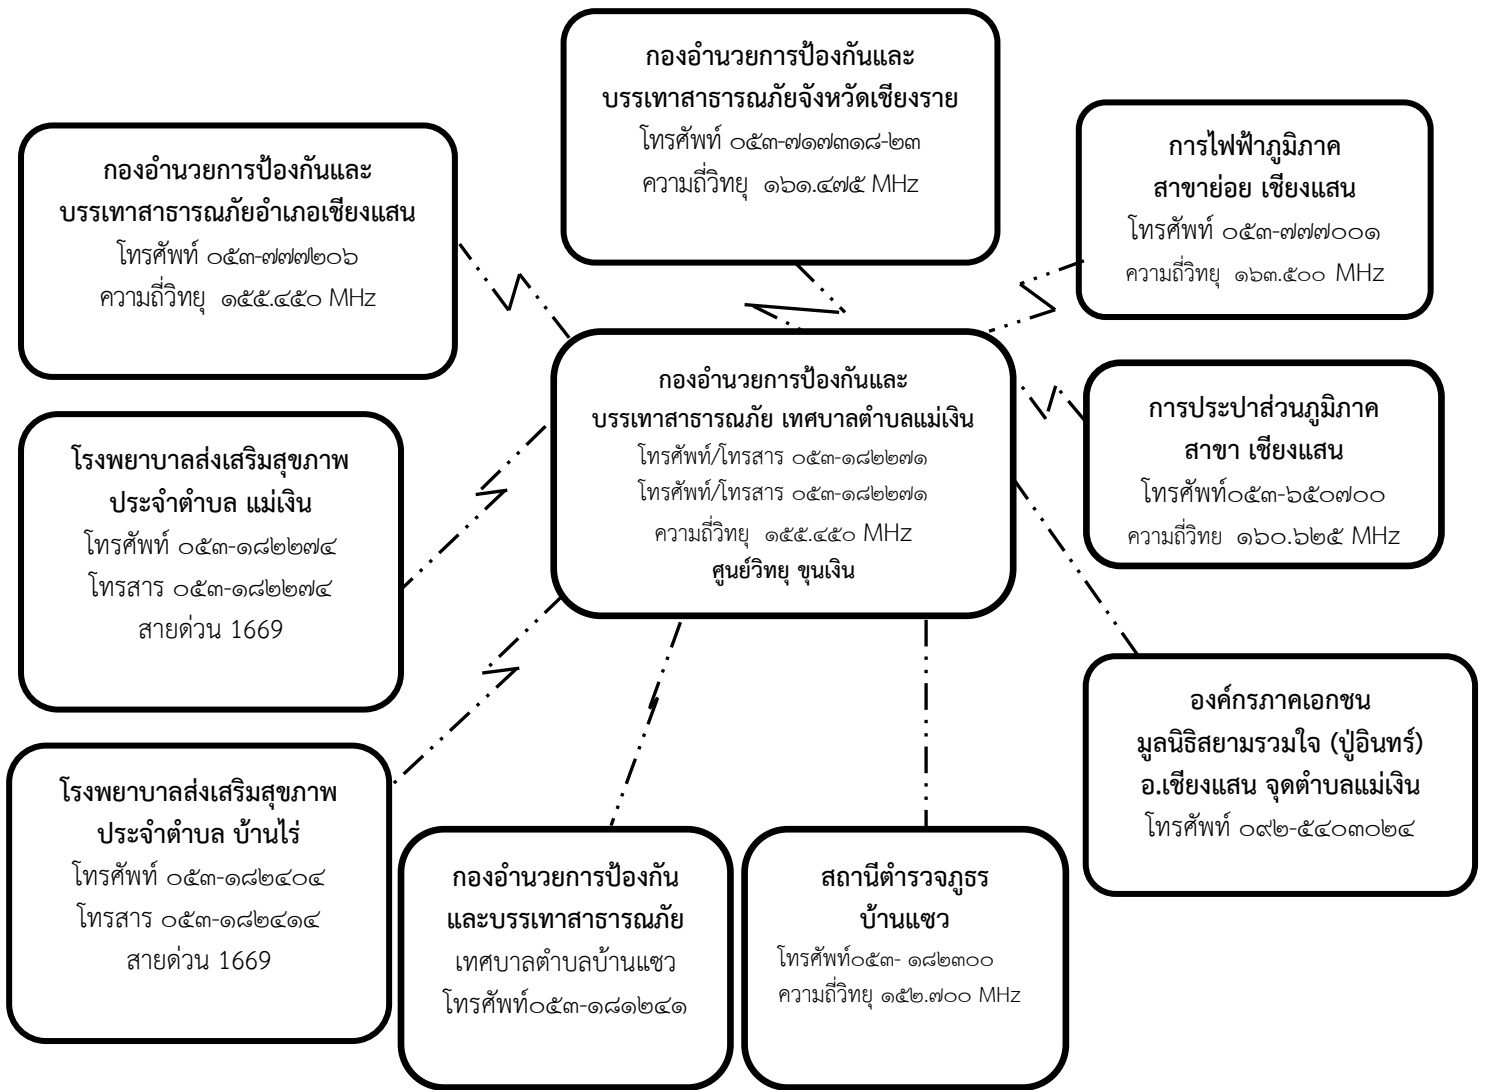 กองอำนวยการป้องกันและ
บรรเทาสาธารณภัยจังหวัดเชียงราย
โทรศัพท์ ๐๕๓-๗๑๗๓๑๘-๒๓
ความถี่วิทยุ ๑๖๑.๔๗๕ MHz
กองอำนวยการป้องกันและ
บรรเทาสาธารณภัยอำเภอเชียงแสน
โทรศัพท์ ๐๕๓-๗๗๗๒๐๖
ความถี่วิทยุ ๑๕๕.๔๕๐ MHz
การไฟฟ้าภูมิภาค
สาขาย่อย เชียงแสน
โทรศัพท์ ๐๕๓-๗๗๗๐๐๑
ความถี่วิทยุ ๑๖๓.๕๐๐ MHz
กองอำนวยการป้องกันและ
บรรเทาสาธารณภัย เทศบาลตำบลแม่เงิน
โทรศัพท์/โทรสาร ๐๕๓-๑๘๒๒๗๑
โทรศัพท์/โทรสาร ๐๕๓-๑๘๒๒๗๑
ความถี่วิทยุ ๑๕๕.๔๕๐ MHz
ศูนย์วิทยุ ขุนเงิน
การประปาส่วนภูมิภาค
สาขา เชียงแสน
โทรศัพท์๐๕๓-๖๕๐๗๐๐
ความถี่วิทย ๑๖๐.๖๒๕ MHz
โรงพยาบาลส่งเสริมสุขภาพ
ประจำตำบล แม่เงิน
โทรศัพท์ ๐๕๓-๑๘๒๒๗๔
โทรสาร ๐๕๓-๑๘๒๒๗๔
สายด่วน 1669
องค์กรภาคเอกชน
มูลนิธิสยามรวมใจ (ปู่อินทร์)
อ.เชียงแสน จุดตำบลแม่เงิน
โทรศัพท์ ๐๙๒-๕๔๐๓๐๒๔
โรงพยาบาลส่งเสริมสุขภาพ
ประจำตำบล บ้านไร่
โทรศัพท์ ๐๕๓-๑๘๒๔๐๔
โทรสาร ๐๕๓-๑๘๒๔๑๔
สายด่วน 1669
กองอำนวยการป้องกัน
และบรรเทาสาธารณภัย
เทศบาลตำบลบ้านแซว
โทรศัพท์๐๕๓-๑๘๑๒๔๑
สถานีตำรวจภูธร
บ้านแซว
โทรศัพท์๐๕๓- ๑๘๒๓๐๐
ความถี่วิทยุ ๑๕๒.๗๐๐ MHz